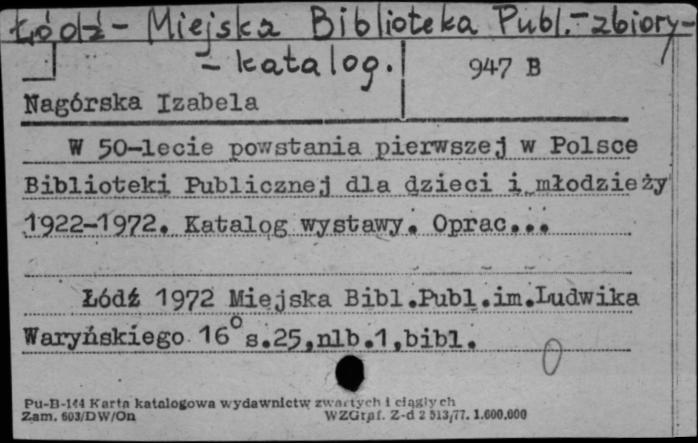 Łódź - Miejska Biblioteka Publ. - zbiory -
- katalog.
947 B
Nagórska Izabela
W 50-lecie powstania pierwszej w Polsce
Biblioteki Publicznej dla dzieci i młodzieży
1922-1972. Katalog wystawy. Oprac...
Łódź 1972 Miejska Bibl.Publ.im.Ludwika
Waryńskiego 16° s.25,nlb.1,bibl.
Pu-B-144 Karta katalogowa wydawnictw zwartych i ciągłych
Zam. 603/DW/On WZGraf. Z-d 2 513/77. 1.600.000